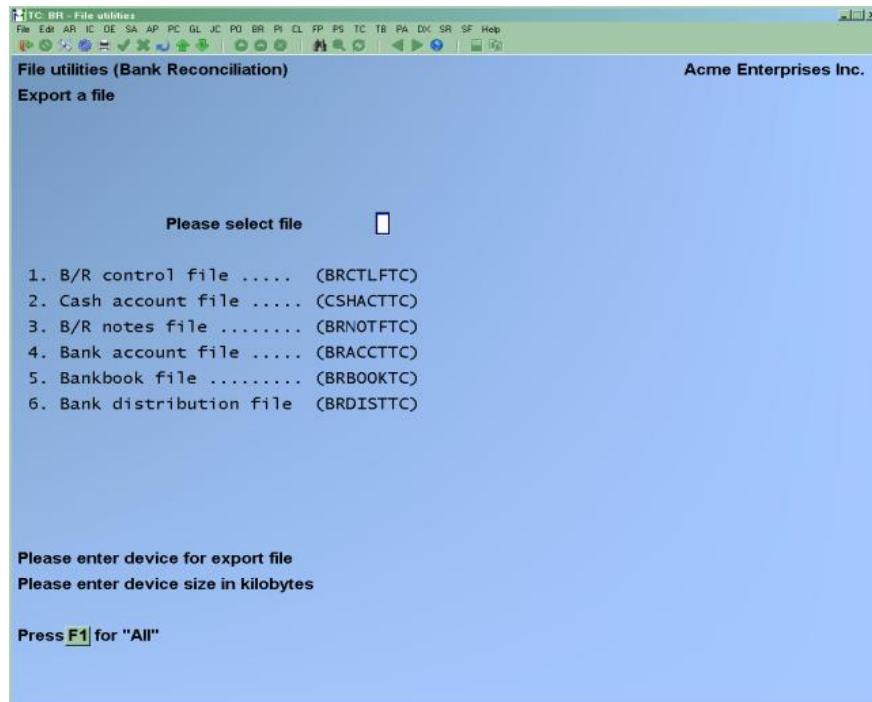 TC: BR - File utilities
File Edit AR IC OE SA AP PC GL JC PO BR PI CL FP PS TC TB PA DX SR SF Help
File utilities (Bank Reconciliation) Acme Enterprises Inc.
Export a file
Please select file
1. B/R control file ..... (BRCTLFTC)
2. Cash account file ..... (CSHACTTC)
3. B/R notes file ........ (BRNOTFTC)
4. Bank account file ..... (BRACCTTC)
5. Bankbook file ......... (BRBOOKTC)
6. Bank distribution file (BRDISTTC)
Please enter device for export file
Please enter device size in kilobytes
Press F1 for "All"